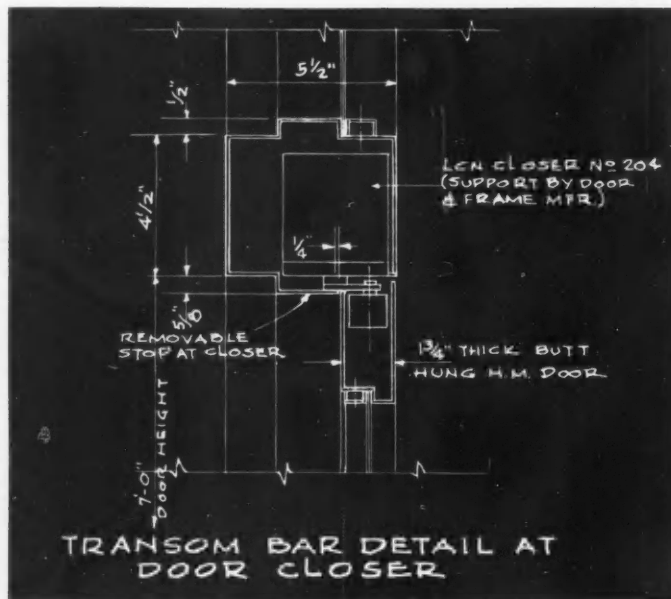 5½"
½"
LCN CLOSER Nº 204
(SUPPORT BY DOOR
& FRAME MFR)
4½"
¼"
5/8"
REMOVABLE
STOP AT CLOSER
1¾" THICK BUTT
HUNG H.M. DOOR
7'-0"
DOOR HEIGHT
TRANSOM BAR DETAIL AT
DOOR CLOSER